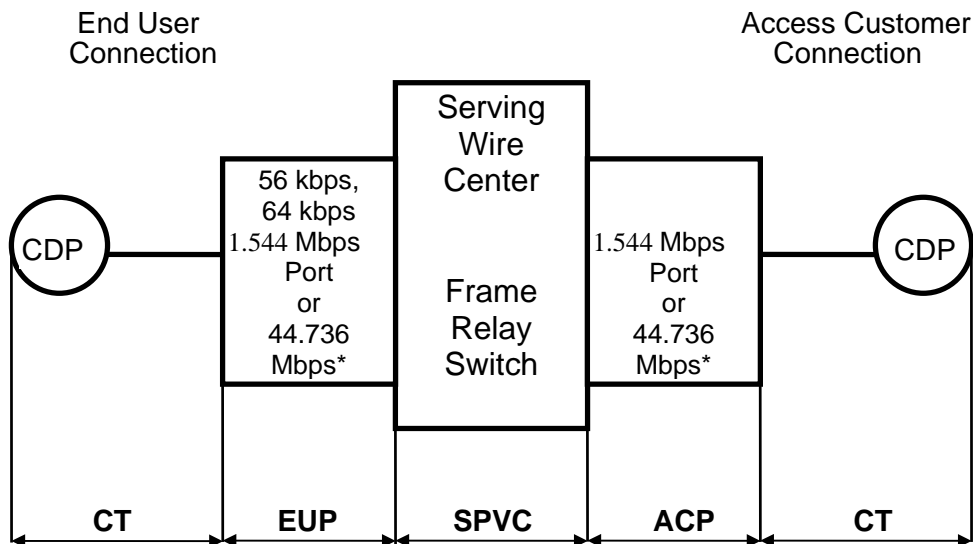 End User
Connection
Access Customer
Connection
Serving
Wire
Center
Frame
Relay
Switch
CDP
56 kbps,
64 kbps
1.544 Mbps
Port
or
44.736
Mbps*
1.544 Mbps
Port
or
44.736
Mbps*
CDP
CT
EUP
SPVC
ACP
CT